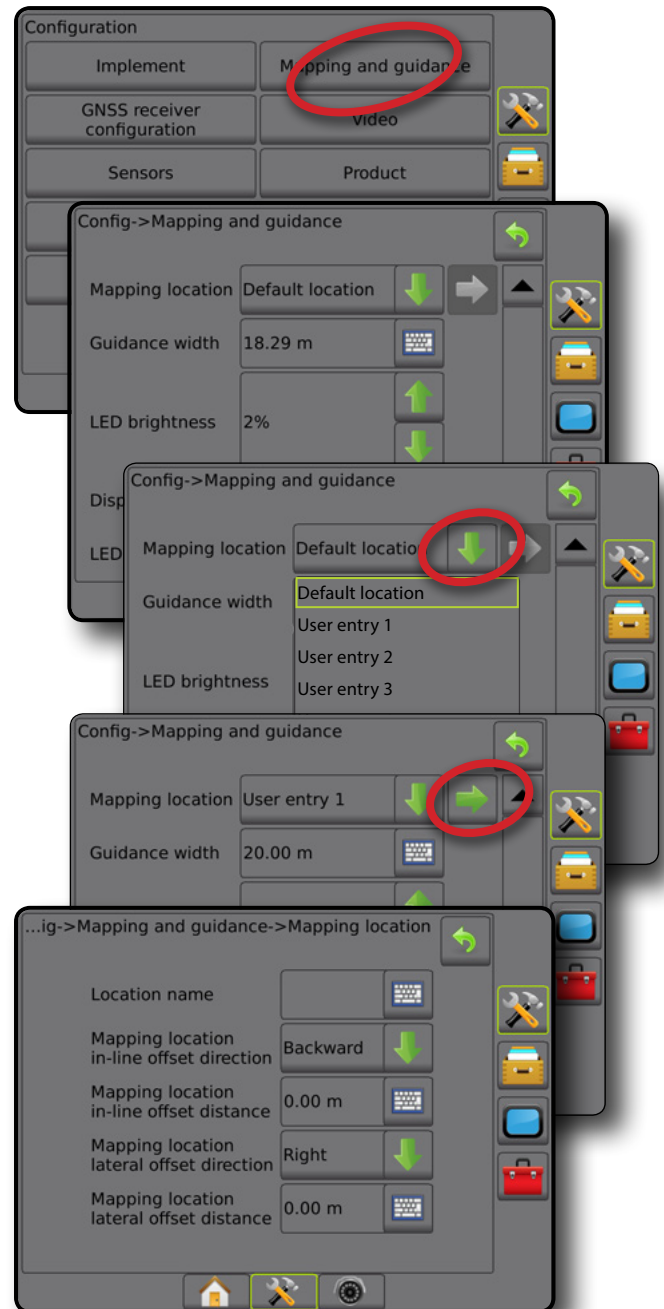 Configuration
Implement
Mapping and guidance
GNSS receiver
configuration
Video
Sensors
Product
Config->Mapping and guidance
Mapping location
Default location
Guidance width
18.29 m
LED brightness
2%
Disp
LED
Config->Mapping and guidance
Mapping location
Default location
Guidance width
Default location
User entry 1
User entry 2
LED brightness
User entry 3
Config->Mapping and guidance
Mapping location
User entry 1
Guidance width
20.00 m
...ig->Mapping and guidance->Mapping location
Location name
Mapping location
in-line offset direction
Backward
Mapping location
in-line offset distance
0.00 m
Mapping location
lateral offset direction
Right
Mapping location
lateral offset distance
0.00 m